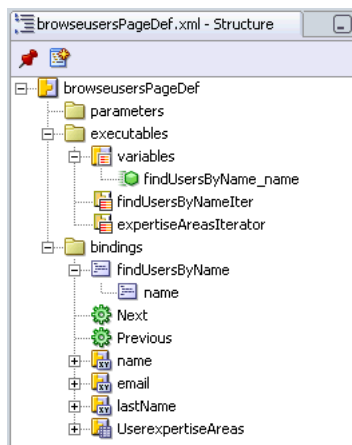 browseusersPageDef.xml - Structure
browseusersPageDef
parameters
executables
variables
findUsersByName_name
findUsersByNameIter
expertiseAreasIterator
bindings
findUsersByName
name
Next
Previous
name
email
lastName
UserexpertiseAreas